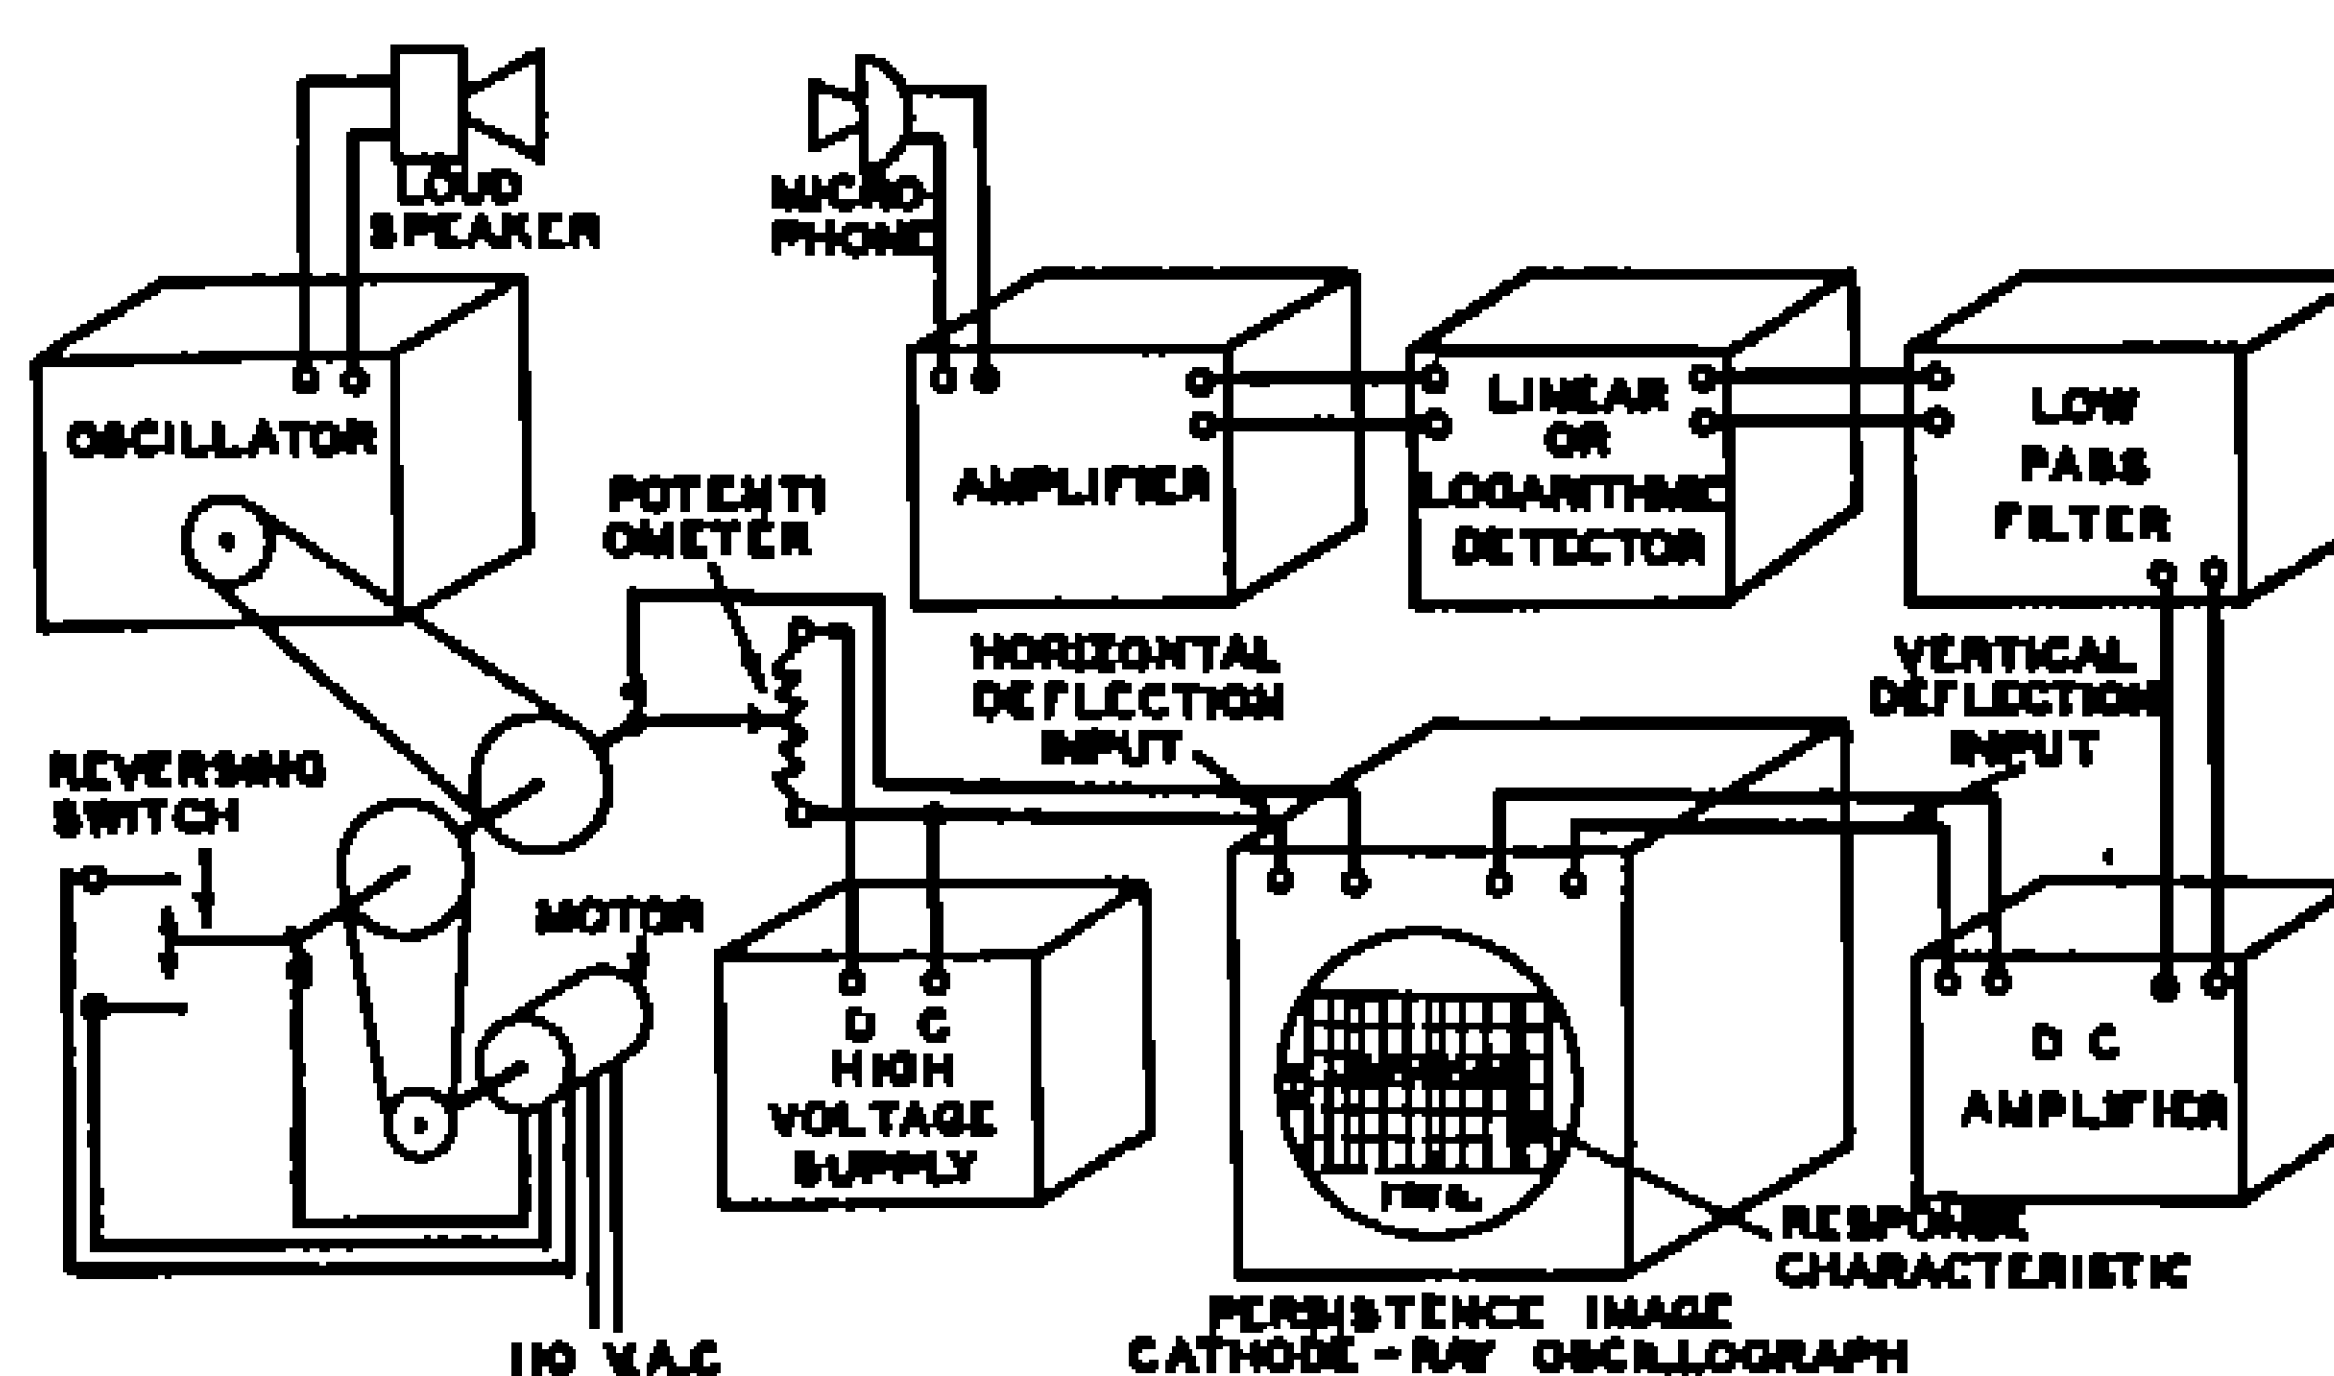 LOUD
SPEAKER
MICRO-
PHONE
OSCILLATOR
AMPLIFIER
LINEAR
OR
LOGARITHMIC
DETECTOR
LOW
PASS
FILTER
POTENTI
OMETER
HORIZONTAL
DEFLECTION
INPUT
VERTICAL
DEFLECTION
INPUT
REVERSING
SWITCH
MOTOR
D C
HIGH
VOLTAGE
SUPPLY
D C
AMPLIFIER
FREQ.
RESPONSE
CHARACTERISTIC
110 V.A.C
PERSISTENCE IMAGE
CATHODE-RAY OSCILLOGRAPH